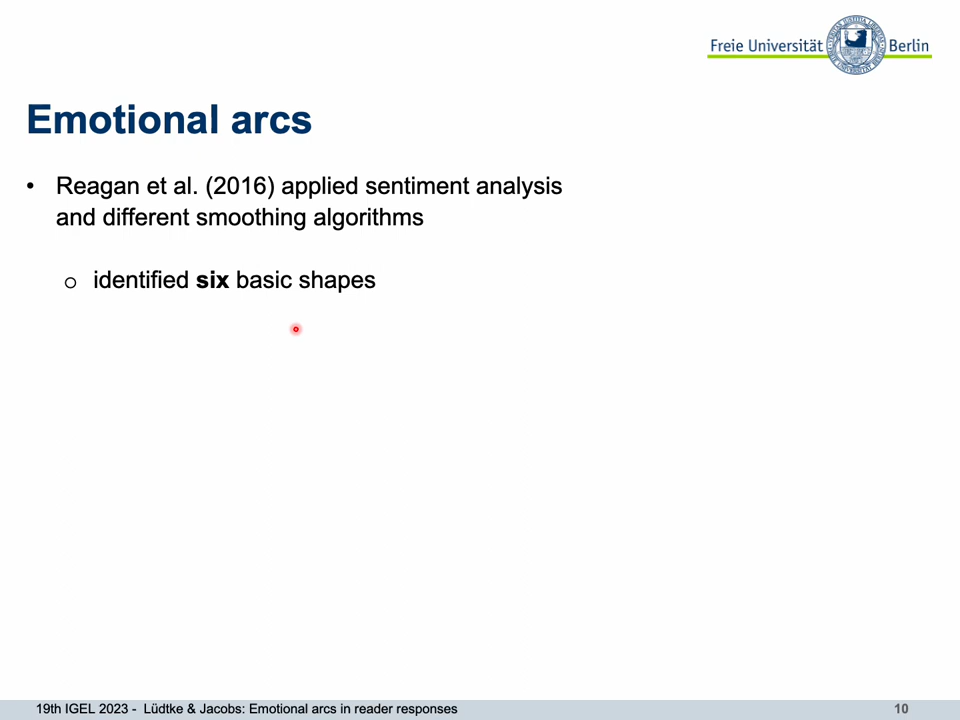 Freie Universität Berlin
Emotional arcs
• Reagan et al. (2016) applied sentiment analysis
and different smoothing algorithms
o identified six basic shapes
19th IGEL 2023 - Lüdtke & Jacobs: Emotional arcs in reader responses 10